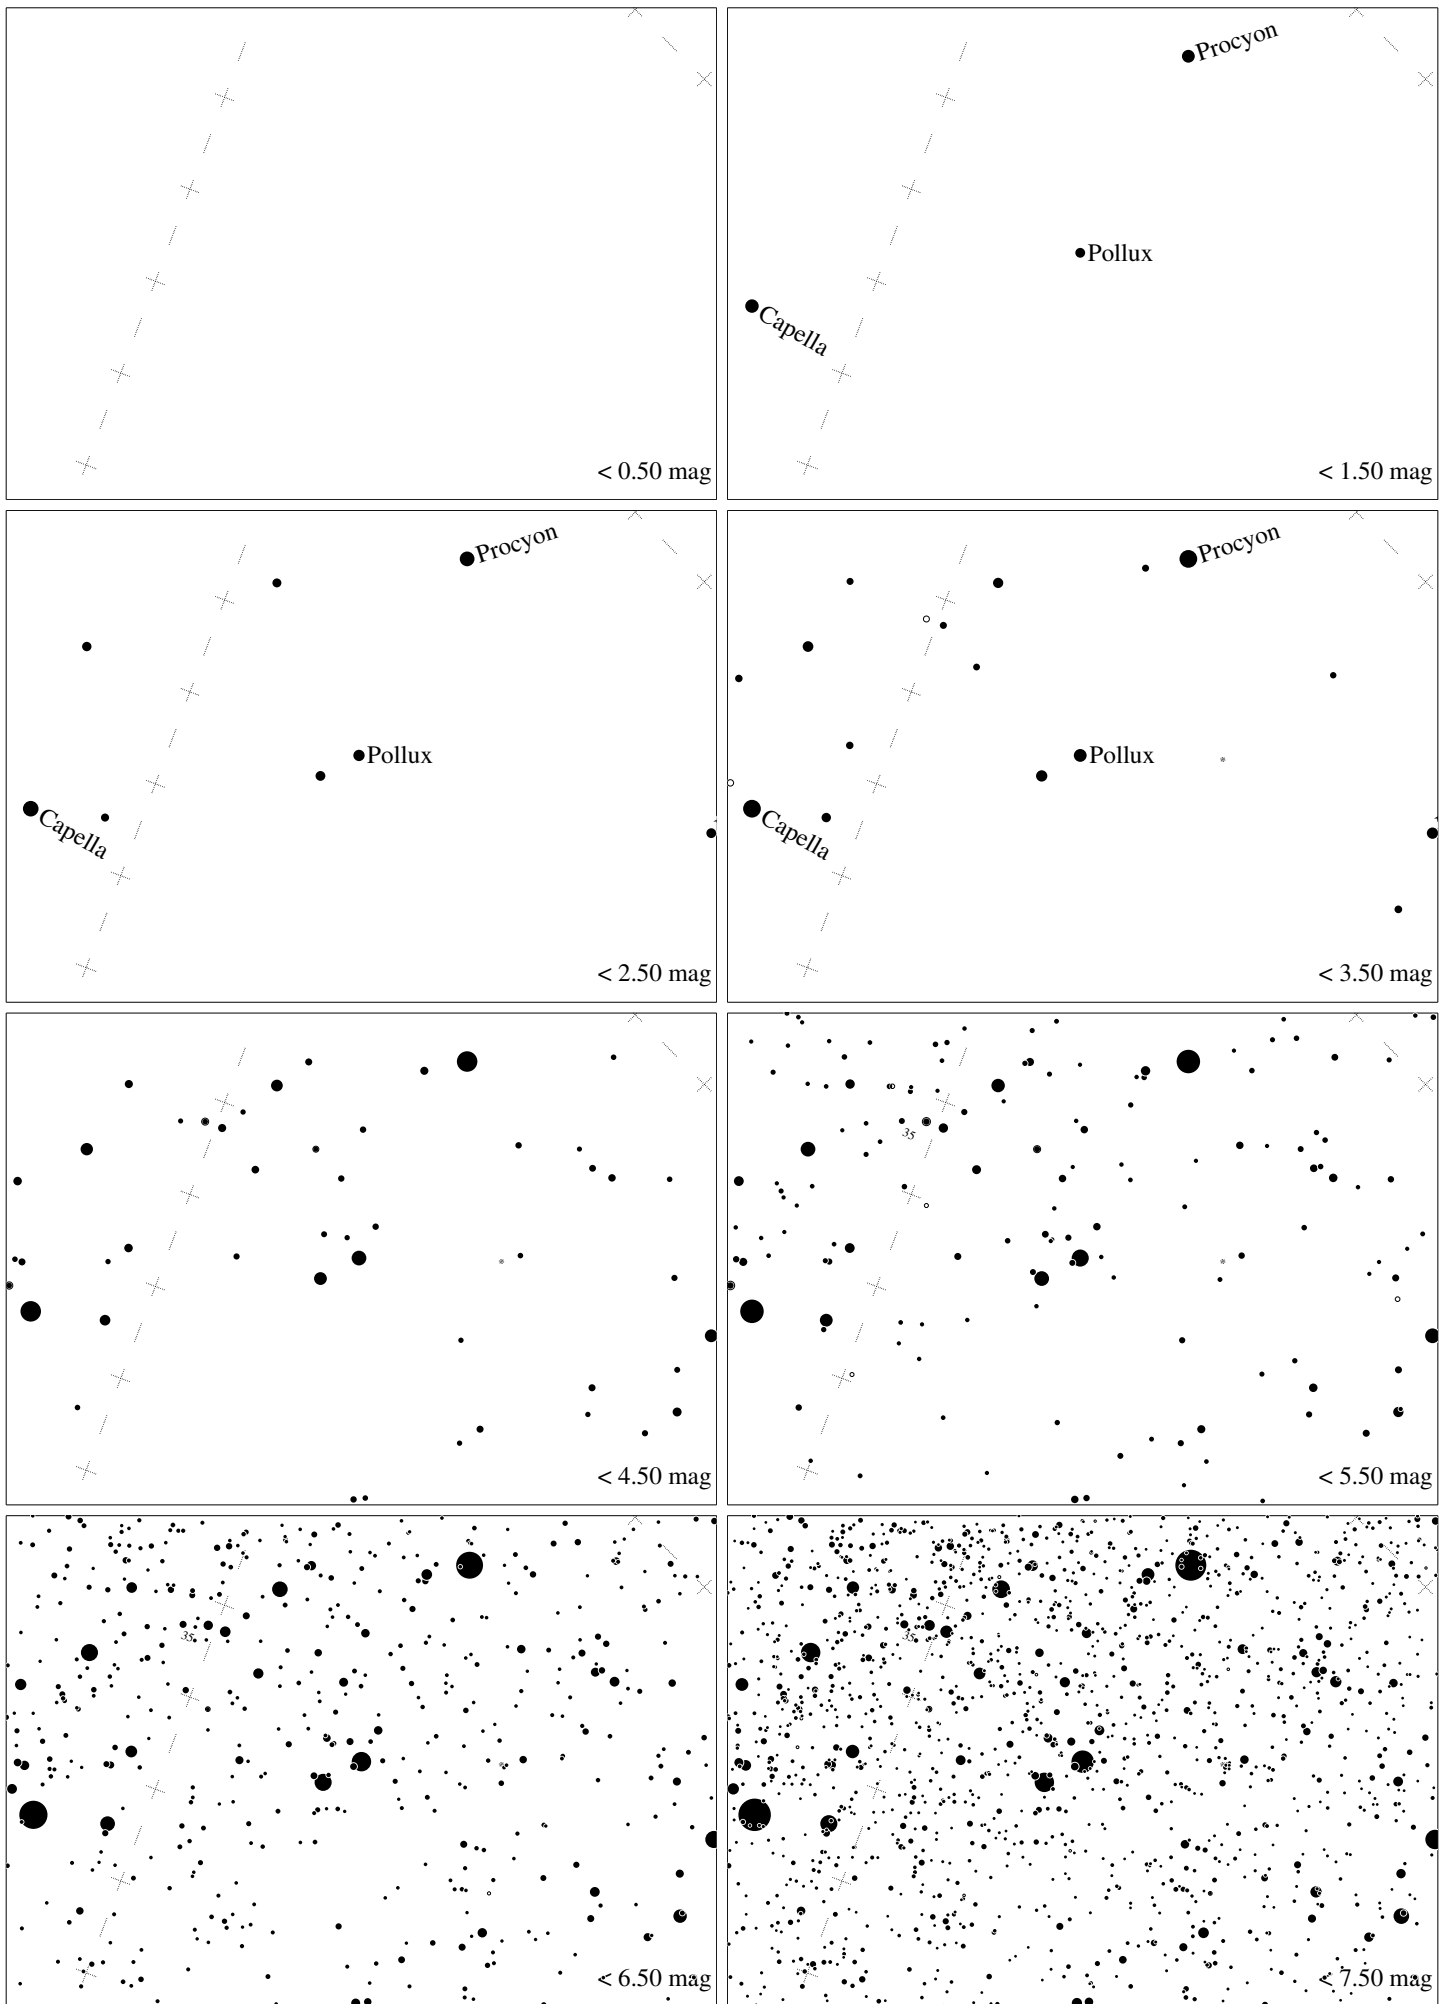 < 0.50 mag
Procyon
Pollux
Capella
< 1.50 mag
Procyon
Pollux
Capella
< 2.50 mag
Procyon
Pollux
Capella
< 3.50 mag
< 4.50 mag
35
< 5.50 mag
35
< 6.50 mag
35
< 7.50 mag